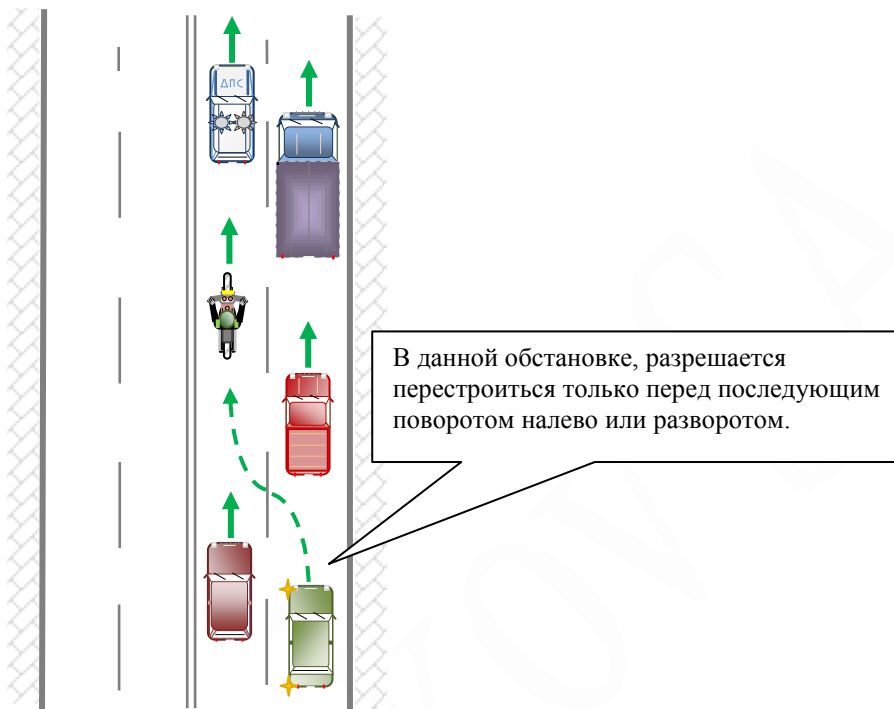 ДПС
В данной обстановке, разрешается
перестроиться только перед последующим
поворотом налево или разворотом.